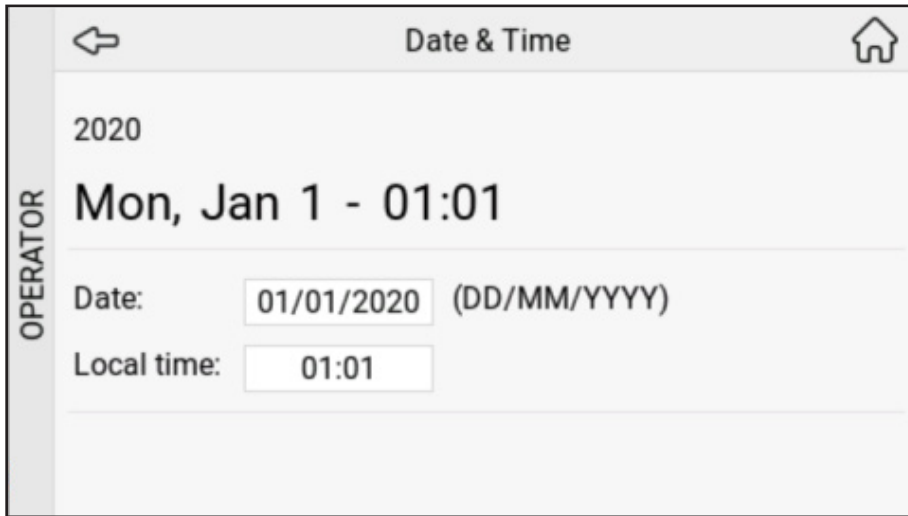 Date & Time
OPERATOR
2020
Mon, Jan 1 - 01:01
Date: 01/01/2020 (DD/MM/YYYY)
Local time: 01:01